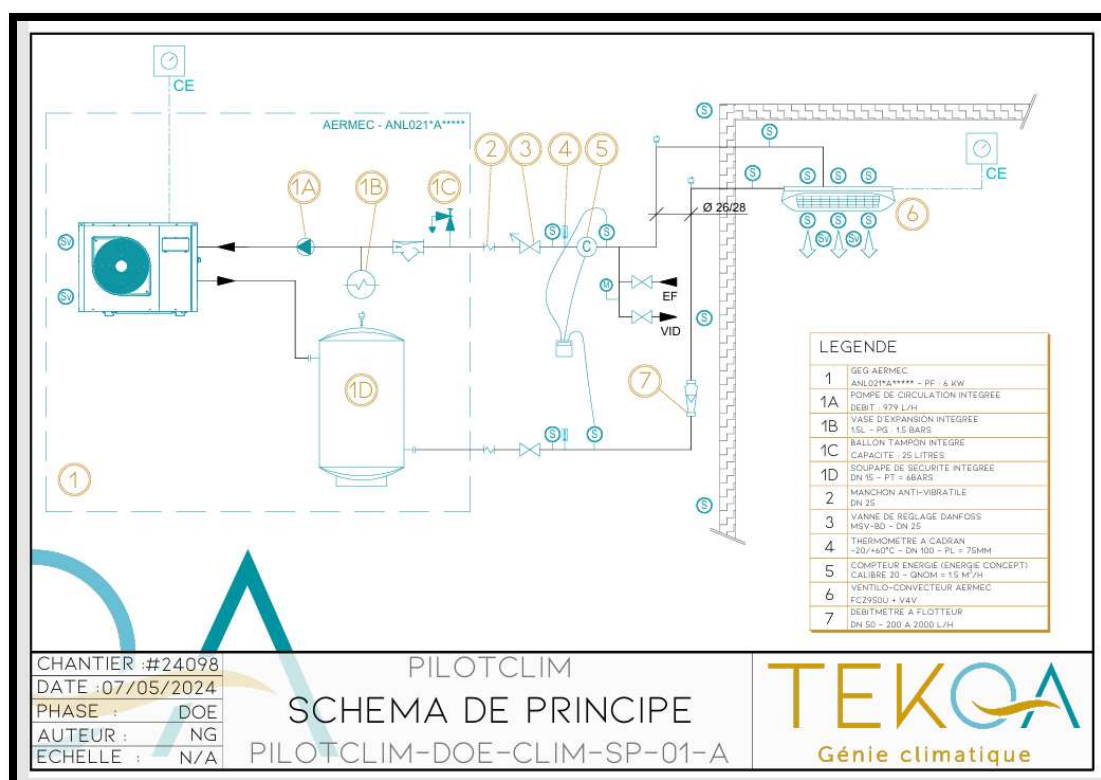 CE
AERMEC - ANL021*A*****
2
3
4
5
1A
1B
1C
S
S
S
S
CE
S
S
S
6
S
S
S
Sv
Sv
Ø 26/28
S
S
C
Sv
Sv
M
EF
VID
S
1D
7
S
S
S
1
LEGENDE
1 GEG AERMEC
ANL021*A***** - PF : 6 KW
1A POMPE DE CIRCULATION INTEGREE
DEBIT : 979 L/H
1B VASE D'EXPANSION INTEGREE
1.5L - PG : 1.5 BARS
1C BALLON TAMPON INTEGRE
CAPACITE : 25 LITRES
1D SOUPAPE DE SECURITE INTEGREE
DN 15 - PT = 6BARS
2 MANCHON ANTI-VIBRATILE
DN 25
3 VANNE DE REGLAGE DANFOSS
MSV-BD - DN 25
4 THERMOMETRE A CADRAN
-20/+60°C - DN 100 - PL = 75MM
5 COMPTEUR ENERGIE (ENERGIE CONCEPT)
CALIBRE 20 - QNOM = 1.5 M³/H
6 VENTILO-CONVECTEUR AERMEC
FCZ950U + V4V
7 DEBITMETRE A FLOTTEUR
DN 50 - 200 A 2000 L/H
CHANTIER :#24098
DATE :07/05/2024
PHASE : DOE
AUTEUR : NG
ECHELLE : N/A
PILOTCLIM
SCHEMA DE PRINCIPE
PILOTCLIM-DOE-CLIM-SP-01-A
TEKOA
Génie climatique